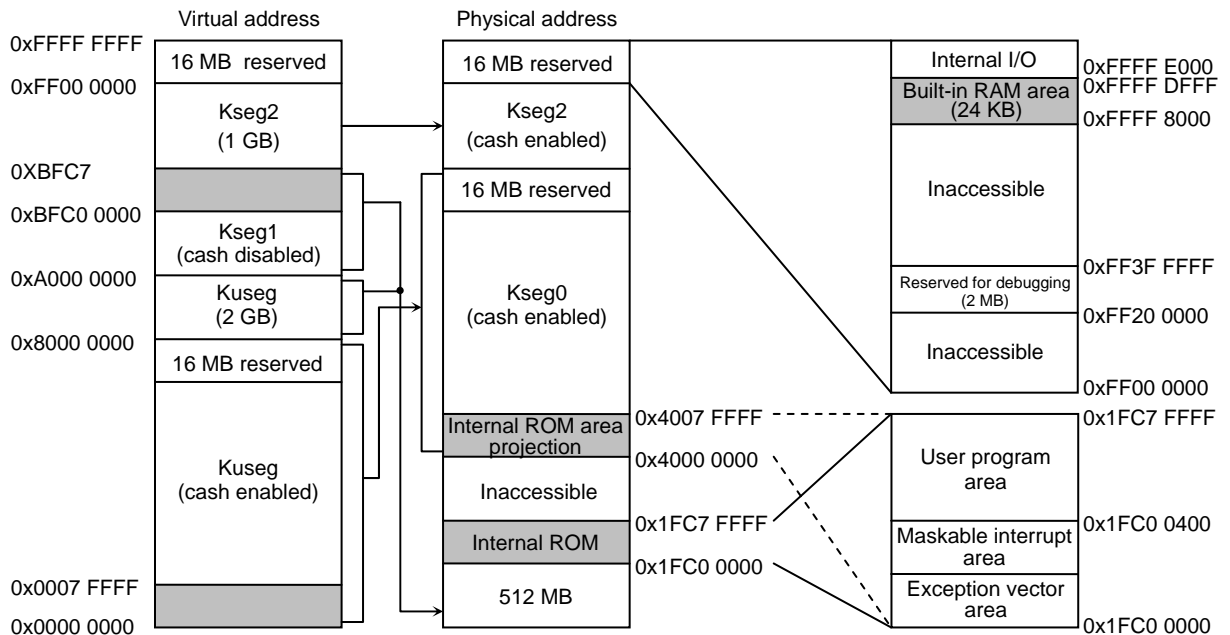 Virtual address
0xFFFF FFFF
16 MB reserved
0xFF00 0000
Kseg2
(1 GB)
0XBFC7
0xBFC0 0000
Kseg1
(cash disabled)
0xA000 0000
Kuseg
(2 GB)
0x8000 0000
16 MB reserved
Kuseg
(cash enabled)
0x0007 FFFF
0x0000 0000
Physical address
16 MB reserved
Kseg2
(cash enabled)
16 MB reserved
Kseg0
(cash enabled)
Internal ROM area
projection
0x4007 FFFF
0x4000 0000
Inaccessible
0x1FC7 FFFF
Internal ROM
0x1FC0 0000
512 MB
Internal I/O
0xFFFF E000
Built-in RAM area
(24 KB)
0xFFFF DFFF
0xFFFF 8000
Inaccessible
0xFF3F FFFF
Reserved for debugging
(2 MB)
0xFF20 0000
Inaccessible
0xFF00 0000
0x1FC7 FFFF
User program
area
0x1FC0 0400
Maskable interrupt
area
Exception vector
area
0x1FC0 0000